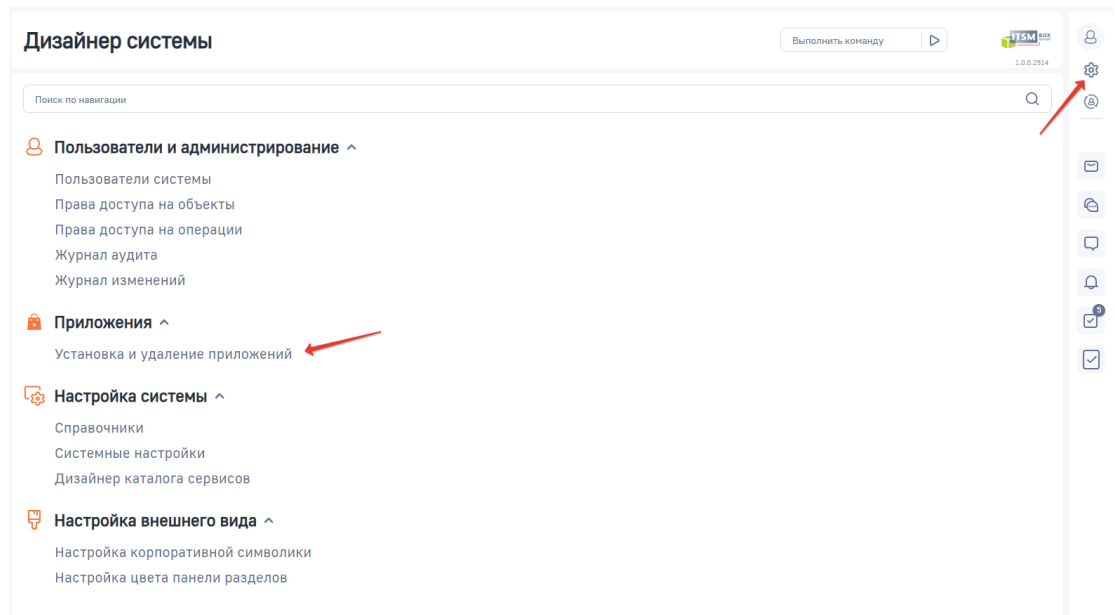 Дизайнер системы
Выполнить команду
ITSM BOX
1.0.0.2914
Поиск по навигации
Пользователи и администрирование
Пользователи системы
Права доступа на объекты
Права доступа на операции
Журнал аудита
Журнал изменений
Приложения
Установка и удаление приложений
5
Настройка системы
Справочники
Системные настройки
Дизайнер каталога сервисов
Настройка внешнего вида
Настройка корпоративной символики
Настройка цвета панели разделов